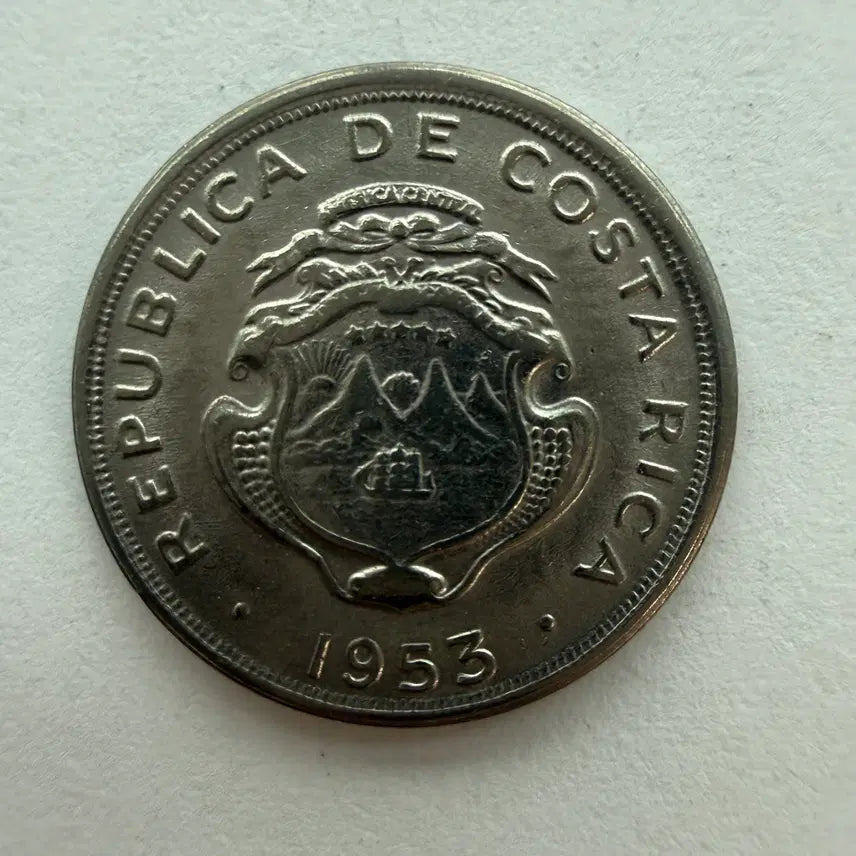 REPUBLICA DE COSTA RICA
1953